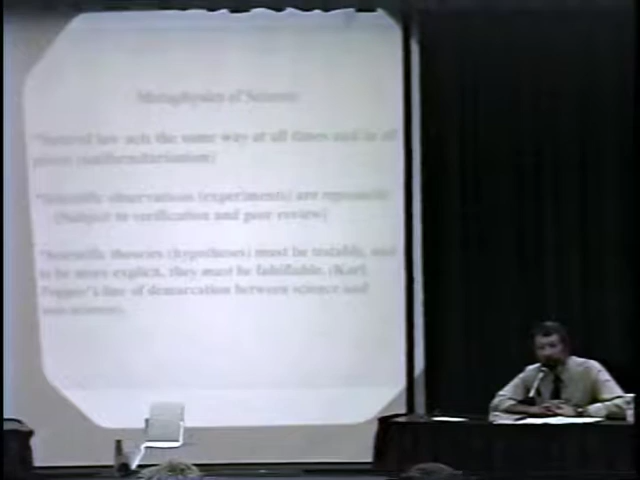 Metaphysics of Science
*Natural law acts the same way at all times and in all
places (uniformitarianism)
*Scientific observations (experiments) are repeatable
(Subject to verification and peer review)
*Scientific theories (hypotheses) must be testable, and
to be more explicit, they must be falsifiable. (Karl
Popper's line of demarcation between science and
non-science).